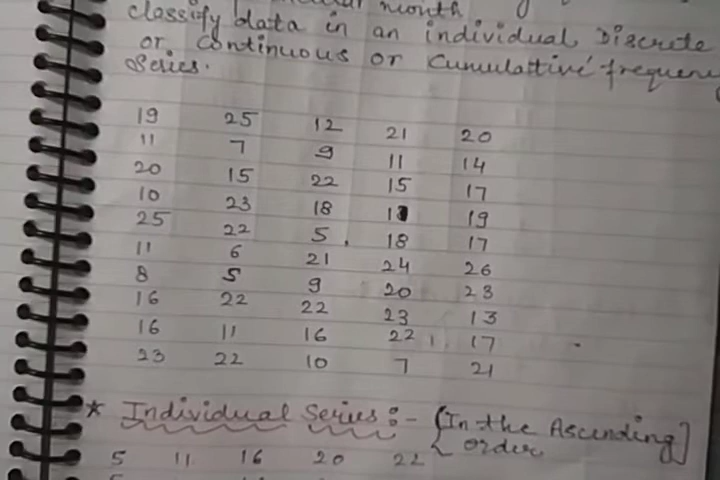 month
classify data in an individual, Discrete
or Continuous or Cumulattive frequency
Series.
19 25 12 21 20
11 7 9 11 14
20 15 22 15 17
10 23 18 19
25 22 5 18 17
11 6 21 24 26
8 5 9 20 23
16 22 22 23 13
16 11 16 22 17
23 22 10 7 21
* Individual Series:- [In the Ascending]
order
5 11 16 20 22